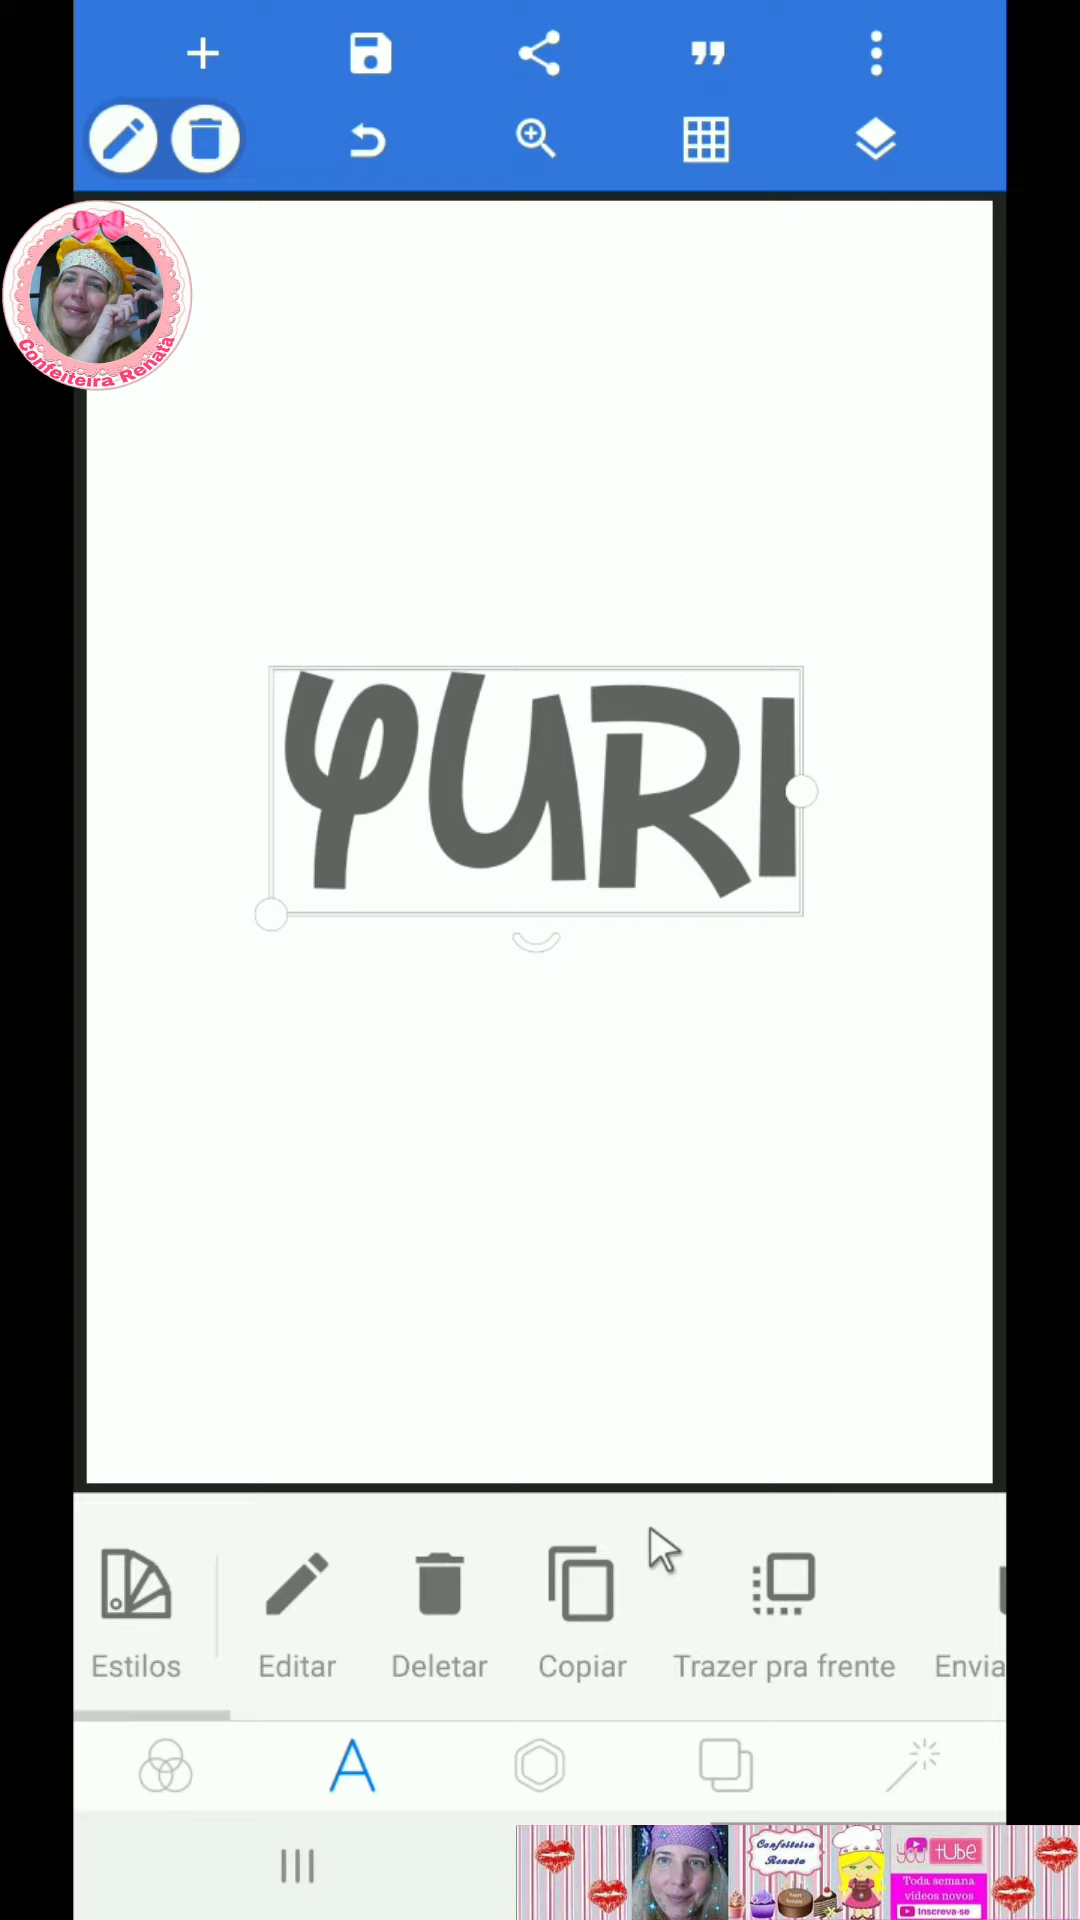 Confeiteira Renata
YURI
Estilos
Editar
Deletar
Copiar
Trazer pra frente
Envia
Confeiteira
Renata
YOU tUBe
Toda semana
vídeos novos
Inscreva-se